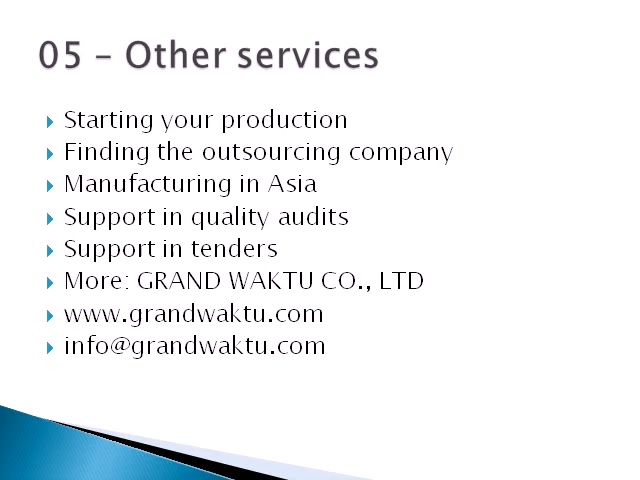 05 – Other services
Starting your production
Finding the outsourcing company
Manufacturing in Asia
Support in quality audits
Support in tenders
More: GRAND WAKTU CO., LTD
www.grandwaktu.com
info@grandwaktu.com